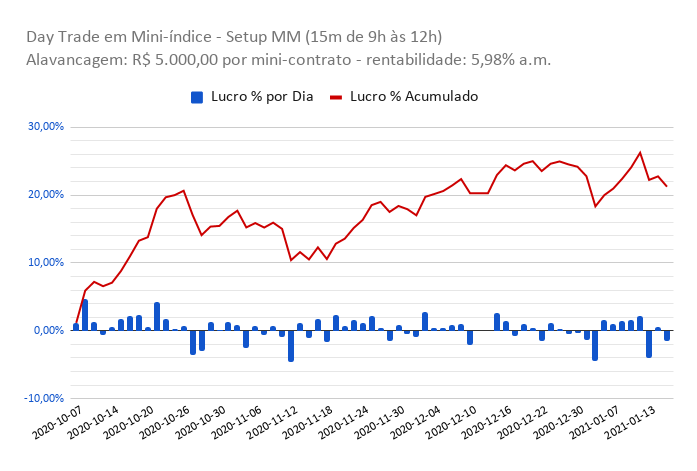 Day Trade em Mini-índice - Setup MM (15m de 9h às 12h)
Alavancagem: R$ 5.000,00 por mini-contrato - rentabilidade: 5,98% a.m.
Lucro % por Dia Lucro % Acumulado
30,00%
20,00%
10,00%
0,00%
-10,00%
2020-10-07 2020-10-14 2020-10-20 2020-10-26 2020-10-30 2020-11-06 2020-11-12 2020-11-18 2020-11-24 2020-11-30 2020-12-04 2020-12-10 2020-12-16 2020-12-22 2020-12-30 2021-01-07 2021-01-13